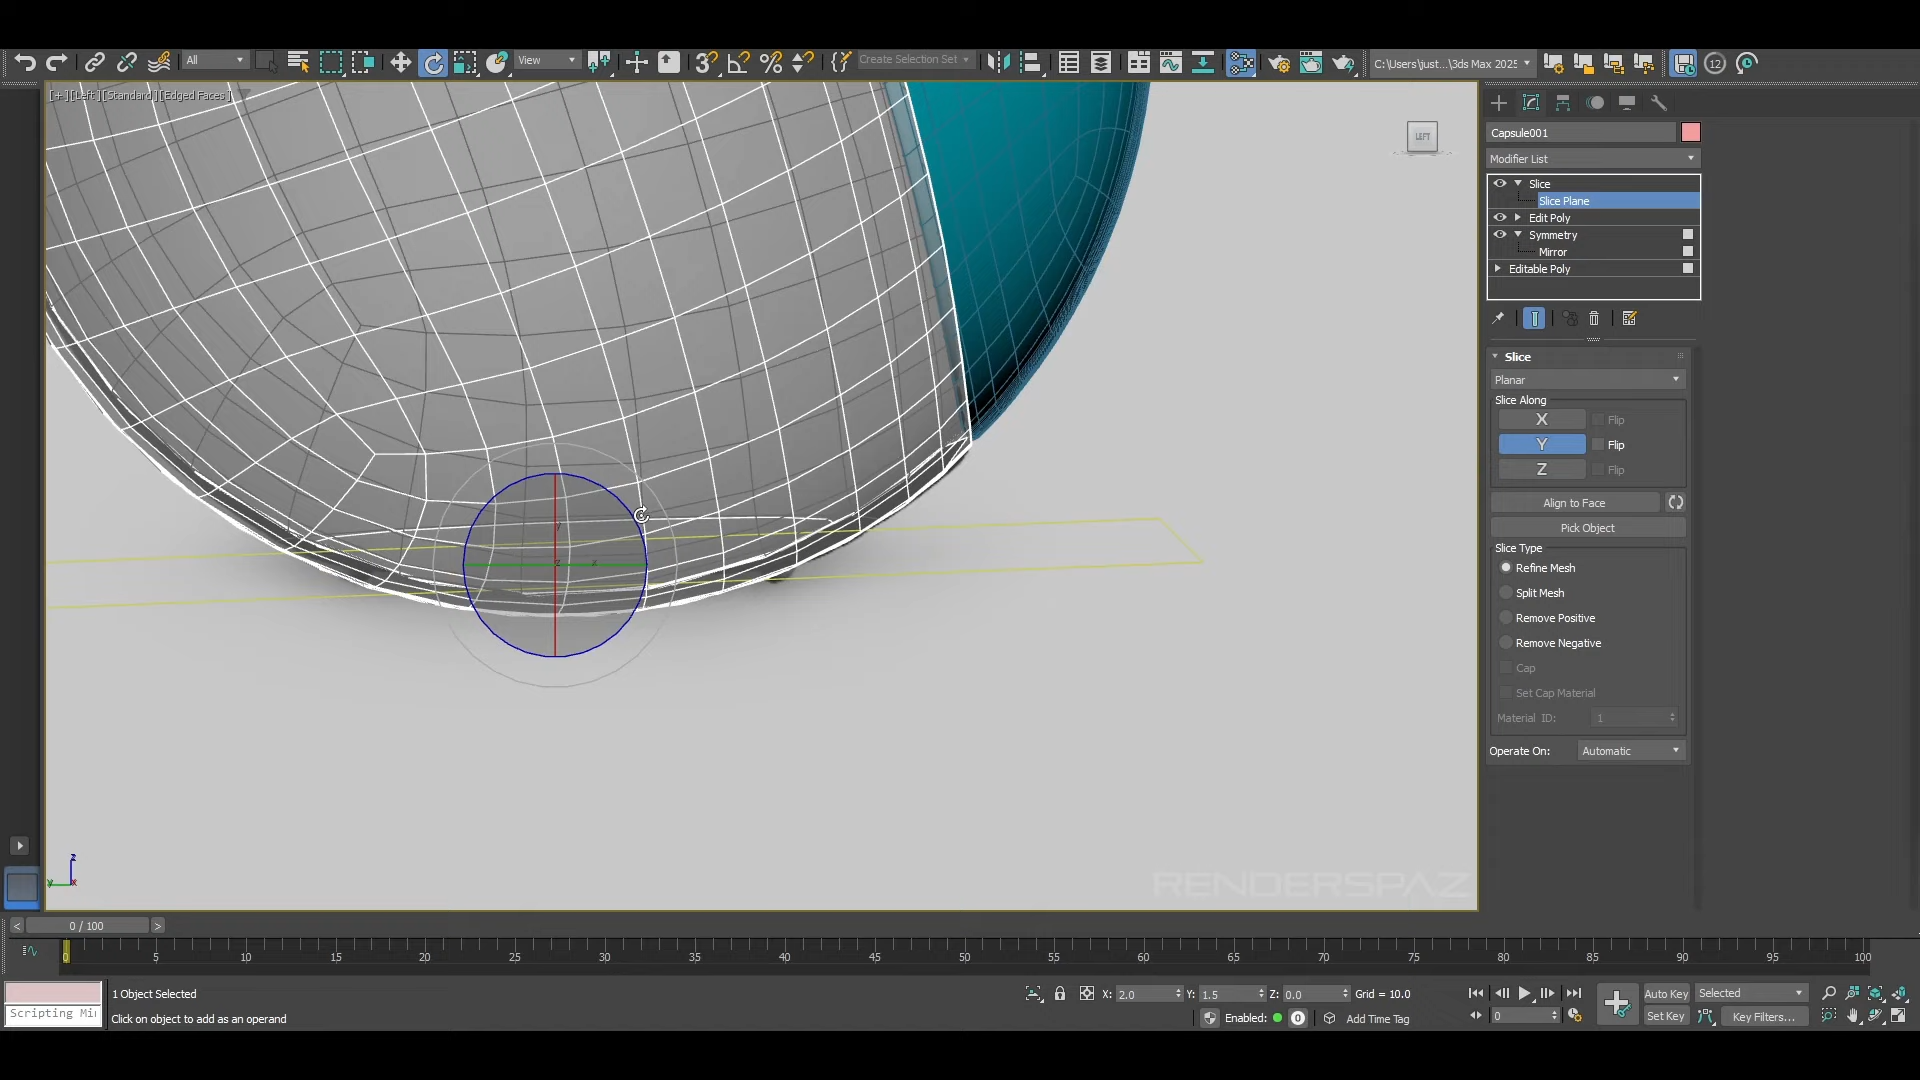 All
View
Create Selection Set
C:\Users\just...\3ds Max 2025
12
[+][Left][Standard][Edged Faces]
LEFT
Capsule001
Modifier List
Slice
Slice Plane
Edit Poly
Symmetry
Mirror
Editable Poly
Slice
Planar
Slice Along
X Flip
Y Flip
Z Flip
Align to Face
Pick Object
Slice Type
Refine Mesh
Split Mesh
Remove Positive
Remove Negative
Cap
Set Cap Material
Material ID: 1
Operate On: Automatic
y
z x
z
y x
RENDERSPAZ
< 0 / 100 >
0 5 10 15 20 25 30 35 40 45 50 55 60 65 70 75 80 85 90 95 100
1 Object Selected
X: 2.0 Y: 1.5 Z: 0.0 Grid = 10.0
Auto Key Selected
Scripting Mi
Click on object to add as an operand
Enabled: 0 Add Time Tag
0
Set Key Key Filters...